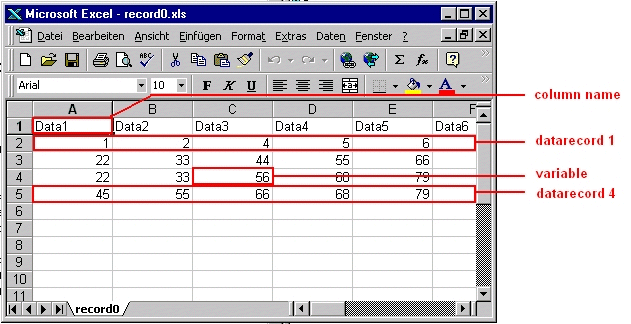 Microsoft Excel - record0.xls
Datei Bearbeiten Ansicht Einfügen Format Extras Daten Fenster ?
ABC Σ fx ?
Arial 10 F K U A
A B C D E F
1 Data1 Data2 Data3 Data4 Data5 Data6
2 1 2 4 5 6
3 22 33 44 55 66
4 22 33 56 68 79
5 45 55 66 68 79
6
7
8
9
10
11
record0
column name
datarecord 1
variable
datarecord 4